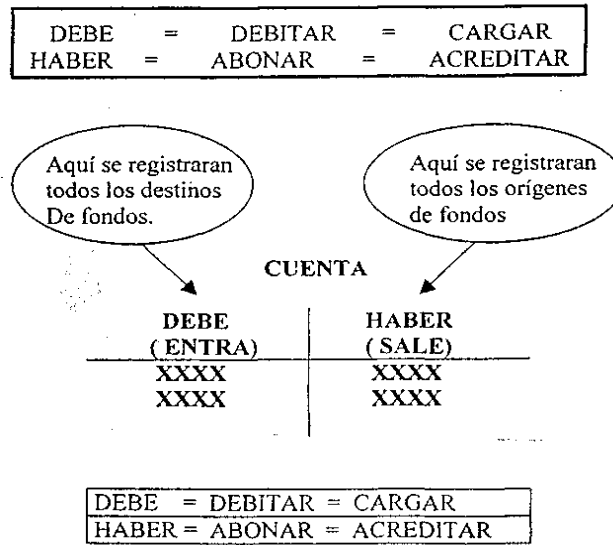 DEBE = DEBITAR = CARGAR
HABER = ABONAR = ACREDITAR
Aquí se registraran
todos los destinos
De fondos.
Aquí se registraran
todos los orígenes
de fondos
CUENTA
DEBE HABER
( ENTRA) ( SALE)
XXXX XXXX
XXXX XXXX
DEBE = DEBITAR = CARGAR
HABER = ABONAR = ACREDITAR